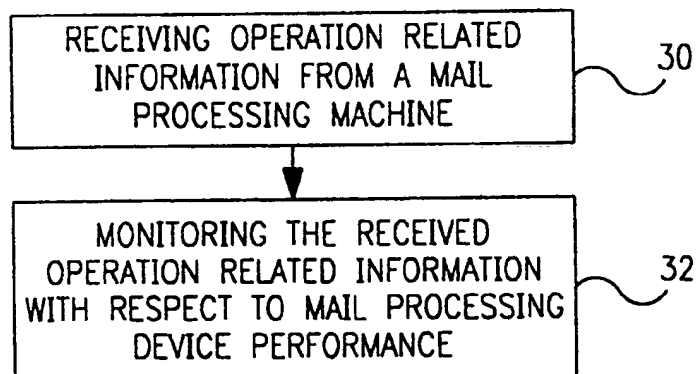 RECEIVING OPERATION RELATED
INFORMATION FROM A MAIL
PROCESSING MACHINE
30
MONITORING THE RECEIVED
OPERATION RELATED INFORMATION
WITH RESPECT TO MAIL PROCESSING
DEVICE PERFORMANCE
32